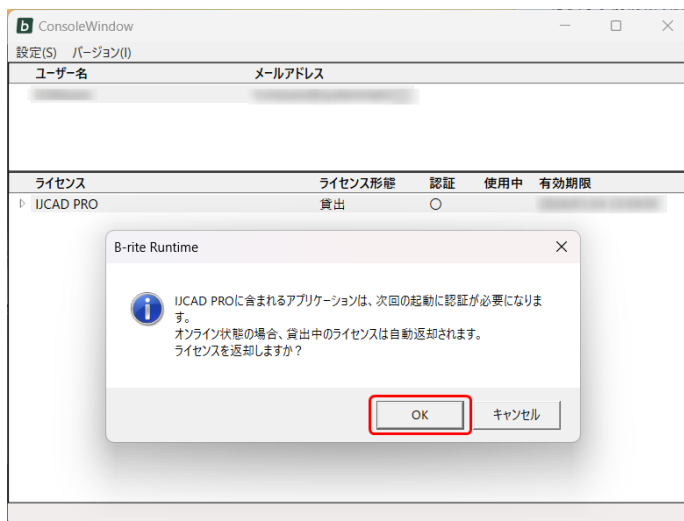 ConsoleWindow
設定(S) バージョン(I)
ユーザー名 メールアドレス
ライセンス ライセンス形態 認証 使用中 有効期限
IJCAD PRO 貸出 ○
B-rite Runtime
IJCAD PROに含まれるアプリケーションは、次回の起動に認証が必要になりま
す。
オンライン状態の場合、貸出中のライセンスは自動返却されます。
ライセンスを返却しますか？
OK キャンセル